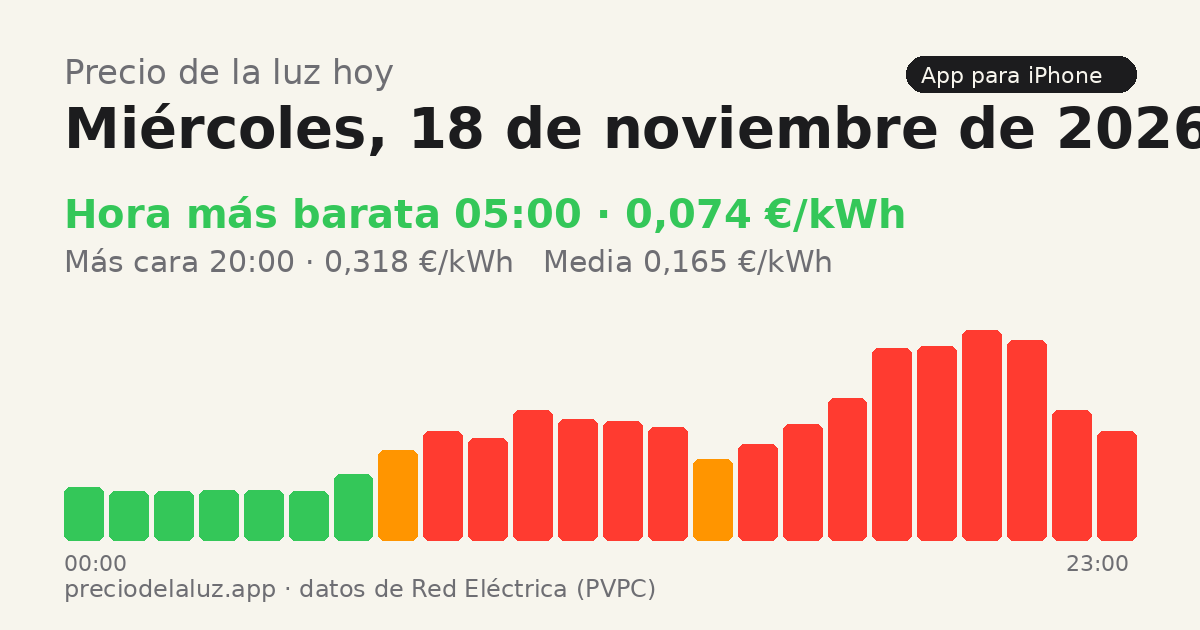 Precio de la luz hoy
App para iPhone
Miércoles, 18 de noviembre de 2026
Hora más barata 05:00 · 0,074 €/kWh
Más cara 20:00 · 0,318 €/kWh   Media 0,165 €/kWh
00:00
23:00
preciodelaluz.app · datos de Red Eléctrica (PVPC)